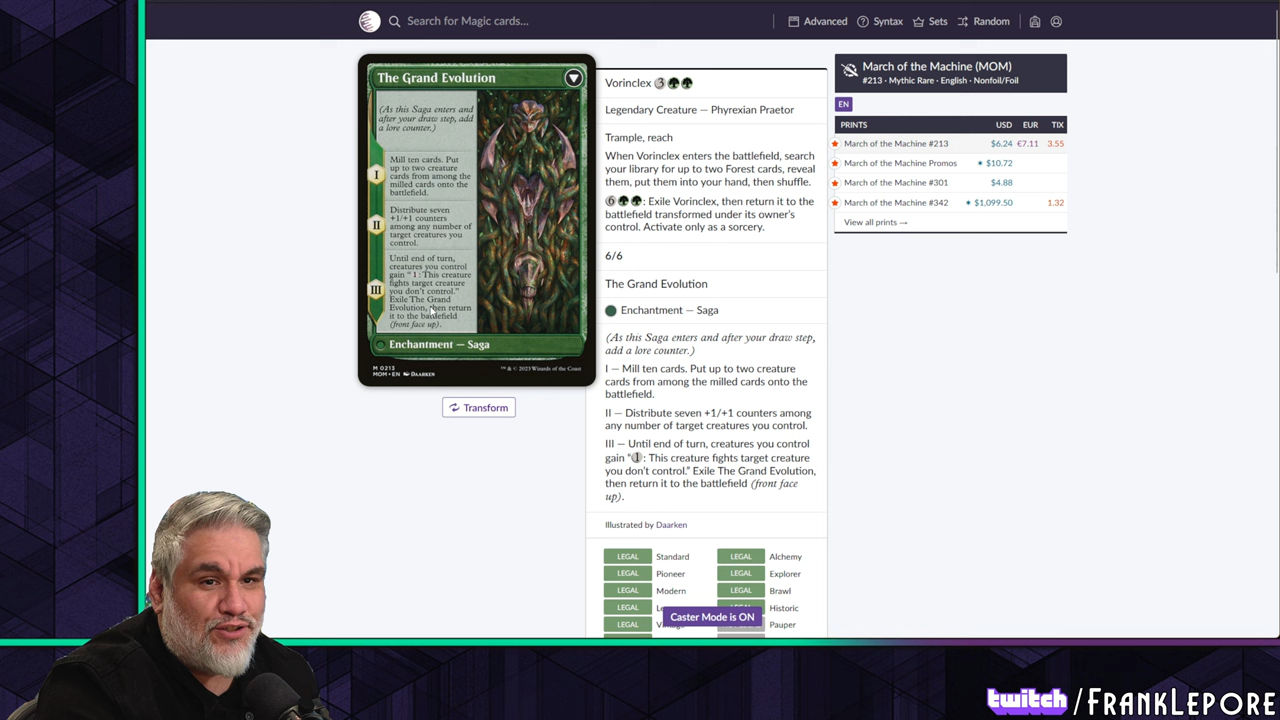 Search for Magic cards...
Advanced
Syntax
Sets
Random
The Grand Evolution
(As this Saga enters and
after your draw step, add
a lore counter.)
I
Mill ten cards. Put
up to two creature
cards from among the
milled cards onto the
battlefield.
II
Distribute seven
+1/+1 counters
among any number of
target creatures you
control.
III
Until end of turn,
creatures you control
gain "1: This creature
fights target creature
you don't control."
Exile The Grand
Evolution, then return
it to the battlefield
(front face up).
Enchantment — Saga
M 0213
MOM • EN Daarken
™ & © 2023 Wizards of the Coast
Transform
Vorinclex 3
Legendary Creature — Phyrexian Praetor
Trample, reach
When Vorinclex enters the battlefield, search
your library for up to two Forest cards, reveal
them, put them into your hand, then shuffle.
6: Exile Vorinclex, then return it to the
battlefield transformed under its owner's
control. Activate only as a sorcery.
6/6
The Grand Evolution
Enchantment — Saga
(As this Saga enters and after your draw step,
add a lore counter.)
I — Mill ten cards. Put up to two creature
cards from among the milled cards onto the
battlefield.
II — Distribute seven +1/+1 counters among
any number of target creatures you control.
III — Until end of turn, creatures you control
gain "1: This creature fights target creature
you don't control." Exile The Grand Evolution,
then return it to the battlefield (front face
up).
Illustrated by Daarken
LEGAL Standard LEGAL Alchemy
LEGAL Pioneer LEGAL Explorer
LEGAL Modern LEGAL Brawl
LEGAL Historic
LEGAL Pauper
Caster Mode is ON
March of the Machine (MOM)
#213 · Mythic Rare · English · Nonfoil/Foil
EN
PRINTS USD EUR TIX
March of the Machine #213 $6.24 €7.11 3.55
March of the Machine Promos $10.72
March of the Machine #301 $4.88
March of the Machine #342 $1,099.50 1.32
View all prints →
twitch/FRANKLEPORE